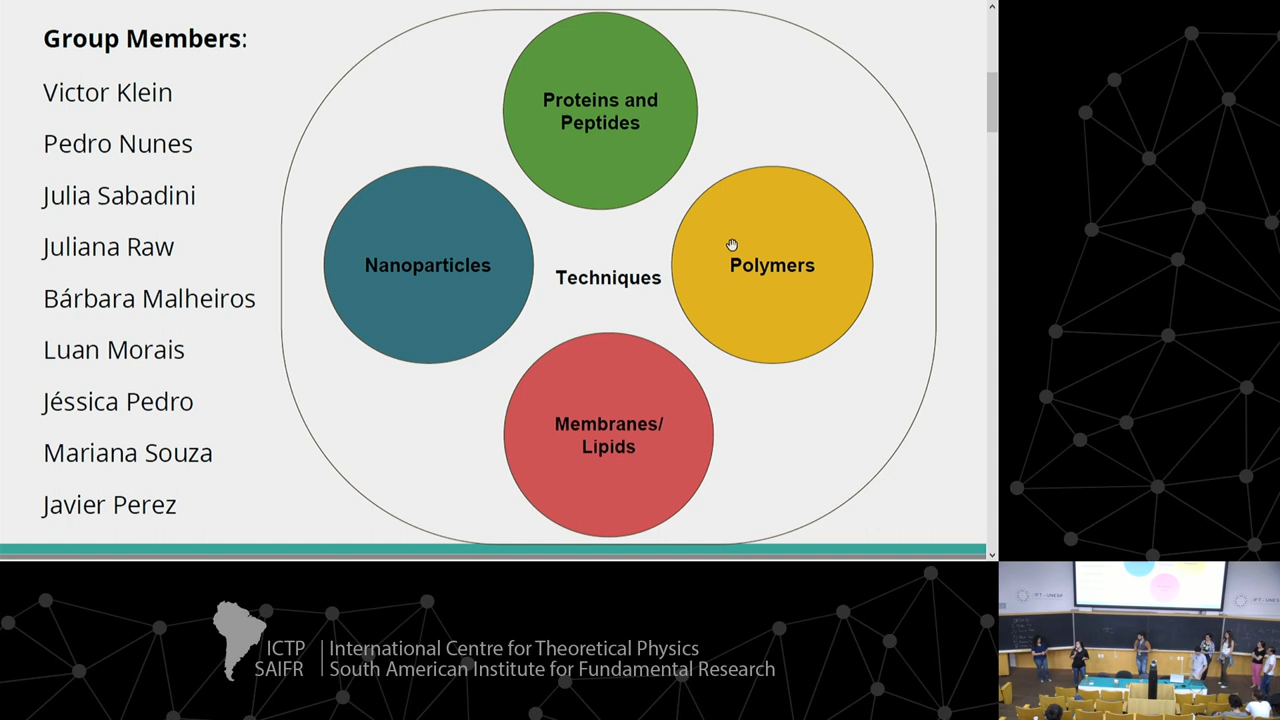 Group Members:
Victor Klein
Pedro Nunes
Julia Sabadini
Juliana Raw
Bárbara Malheiros
Luan Morais
Jéssica Pedro
Mariana Souza
Javier Perez
Proteins and
Peptides
Nanoparticles
Techniques
Polymers
Membranes/
Lipids
ICTP
SAIFR
International Centre for Theoretical Physics
South American Institute for Fundamental Research
IFT - UNESP